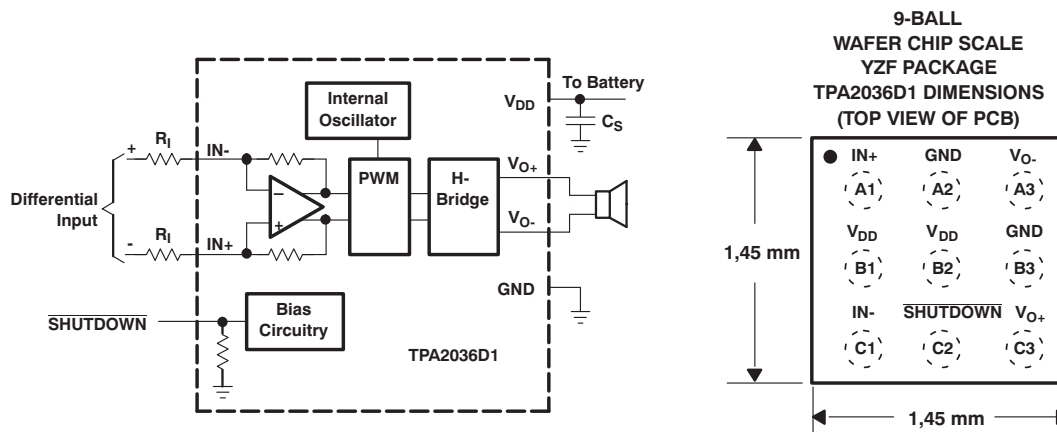 Differential
Input
+
-
RI
RI
IN-
IN+
SHUTDOWN
Internal
Oscillator
−
+
PWM
H-
Bridge
Bias
Circuitry
VDD
To Battery
CS
VO+
VO-
GND
TPA2036D1
9-BALL
WAFER CHIP SCALE
YZF PACKAGE
TPA2036D1 DIMENSIONS
(TOP VIEW OF PCB)
IN+ GND VO-
A1 A2 A3
VDD VDD GND
B1 B2 B3
IN- SHUTDOWN VO+
C1 C2 C3
1,45 mm
1,45 mm